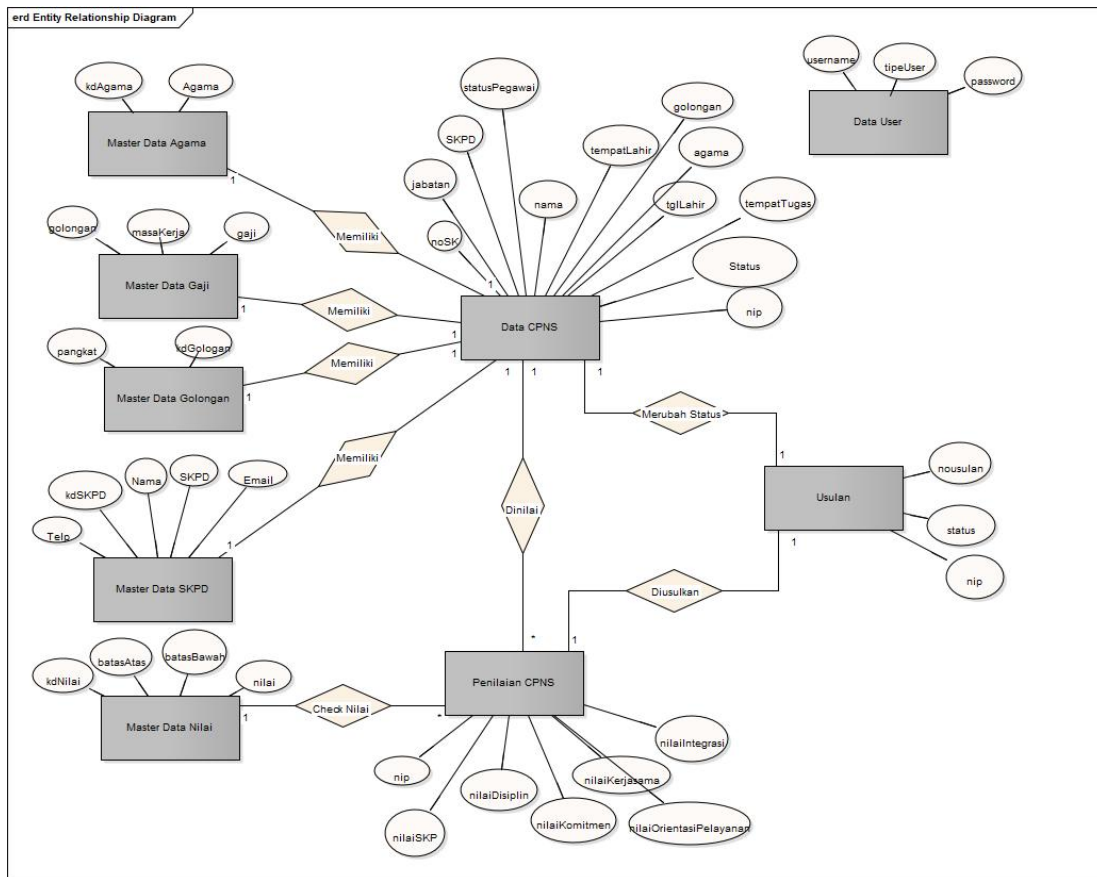 erd Entity Relationship Diagram
username
tipeUser
password
Data User
kdAgama
Agama
Master Data Agama
1
statusPegawai
golongan
SKPD
tempatLahir
agama
jabatan
nama
tglLahir
tempatTugas
noSK
Status
nip
Memiliki
1
Data CPNS
golongan
masaKerja
gaji
Master Data Gaji
1
Memiliki
1
pangkat
kdGologan
Master Data Golongan
1
Memiliki
1
1
1
1
Merubah Status
1
Memiliki
kdSKPD
Nama
SKPD
Email
Telp
Master Data SKPD
1
Dinilai
*
Usulan
nousulan
status
nip
1
Diusulkan
1
kdNilai
batasAtas
batasBawah
nilai
Master Data Nilai
1
Check Nilai
*
Penilaian CPNS
nip
nilaiSKP
nilaiDisiplin
nilaiKomitmen
nilaiKerjasama
nilaiOrientasiPelayanan
nilaiIntegrasi